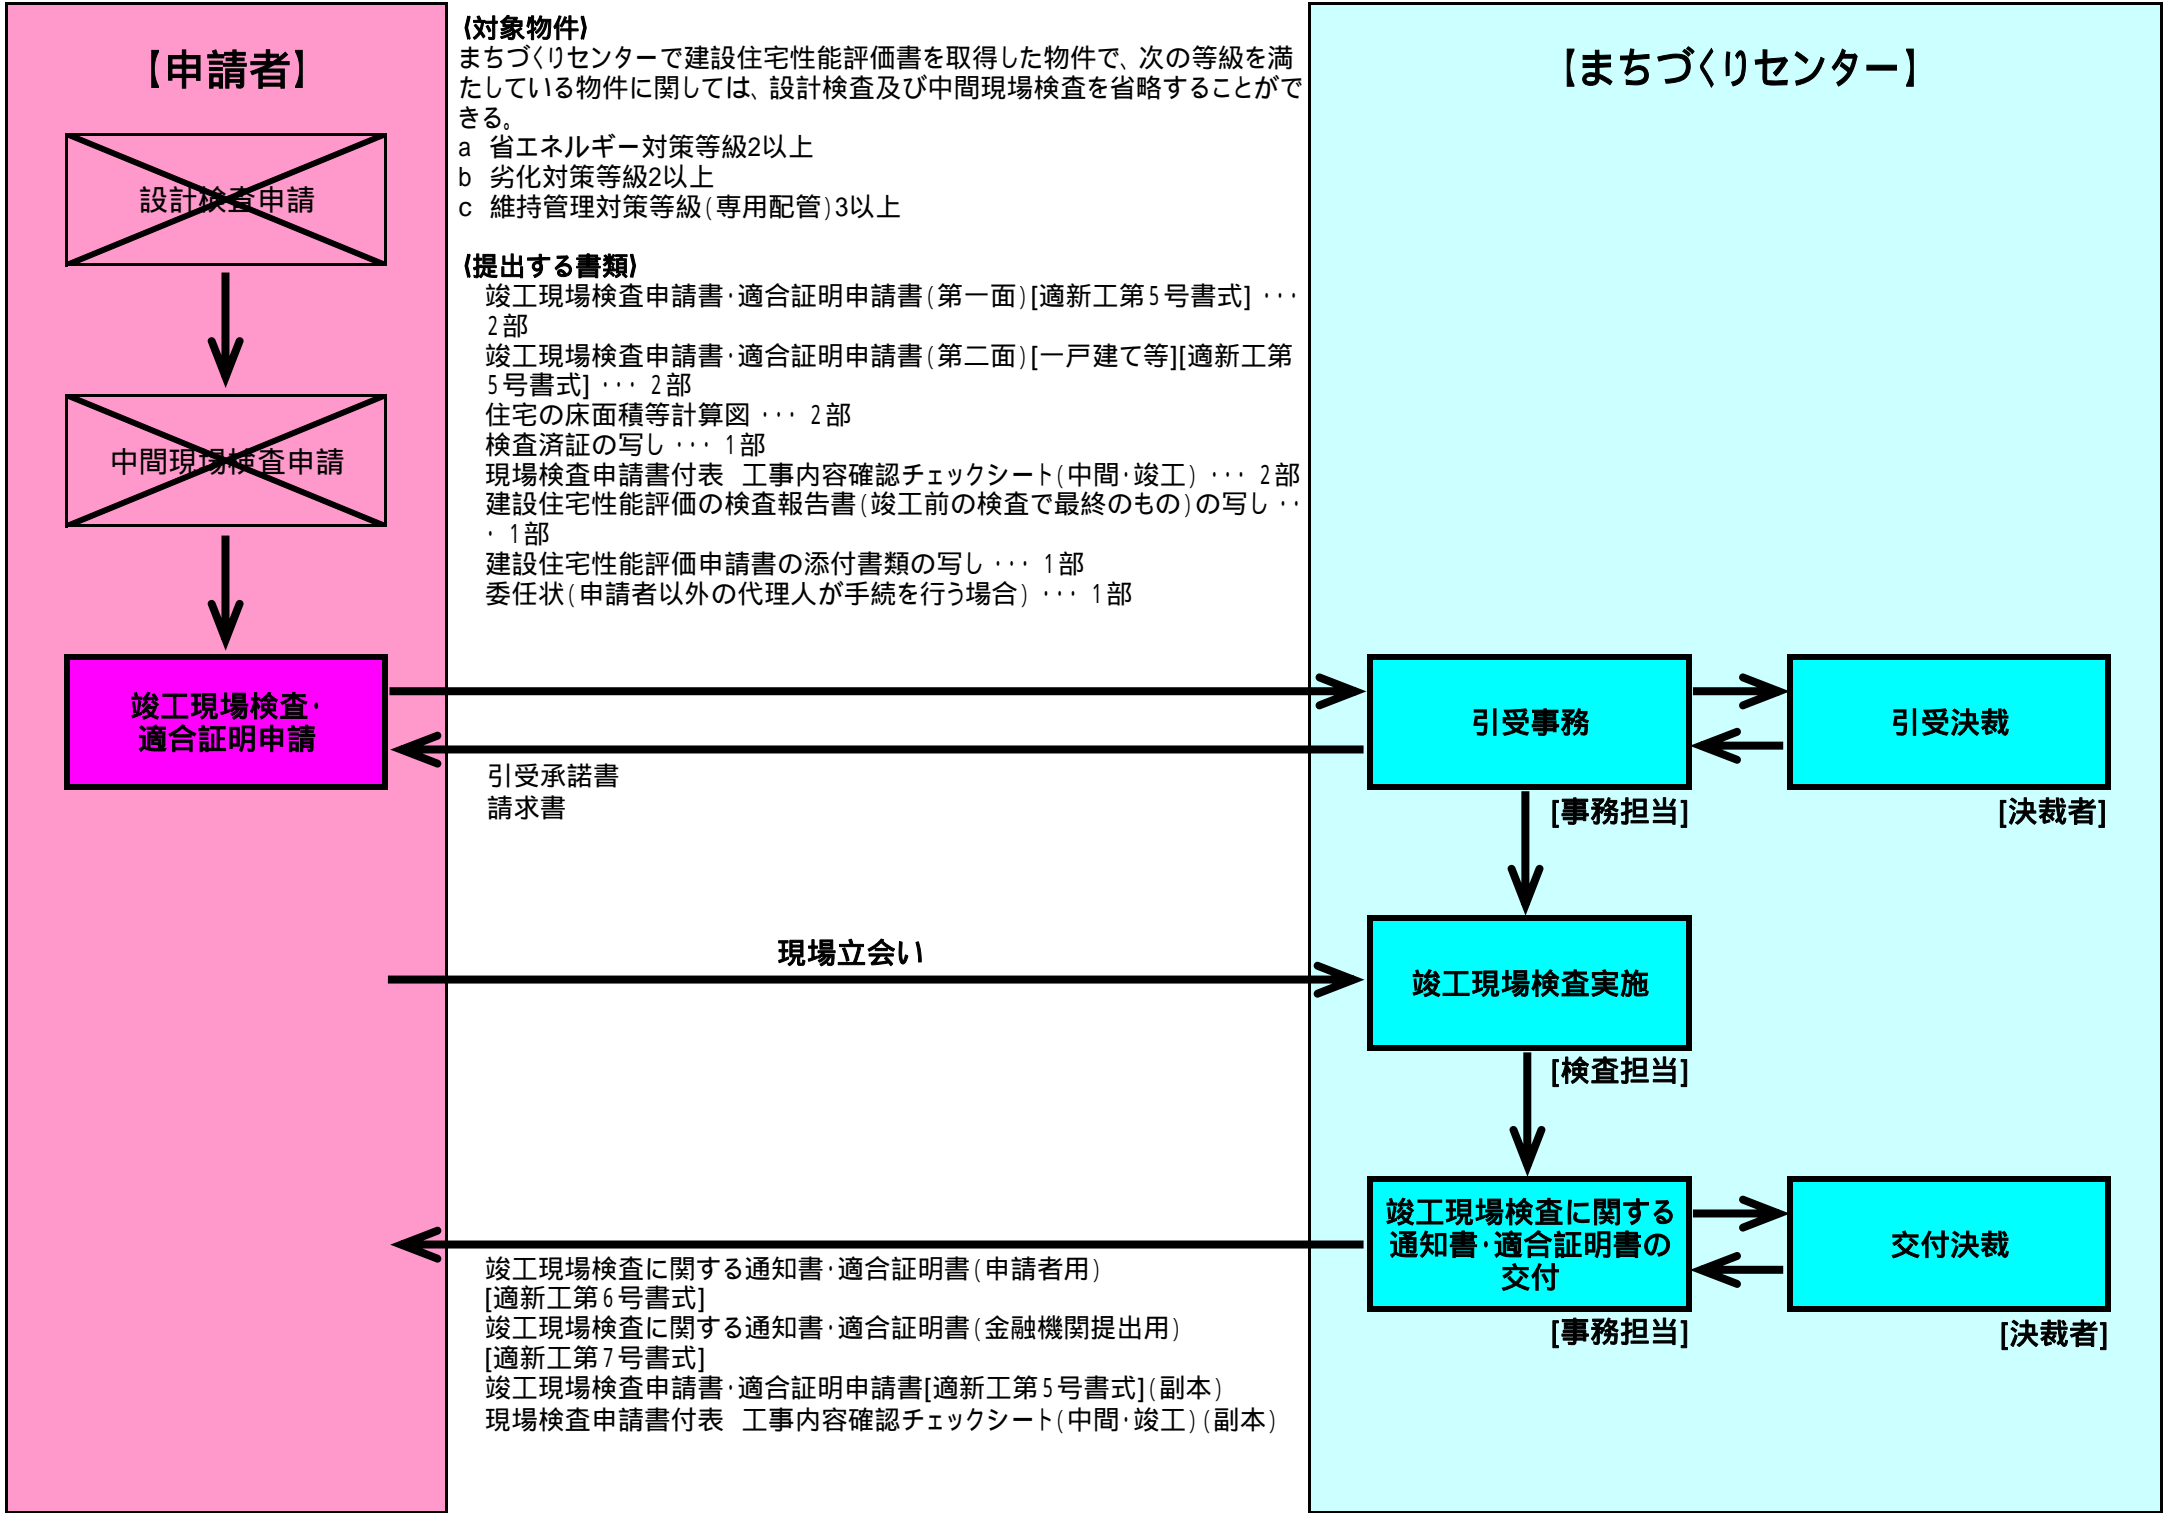 【申請者】
設計検査申請
中間現場検査申請
竣工現場検査・
適合証明申請
〈対象物件〉
まちづくりセンターで建設住宅性能評価書を取得した物件で、次の等級を満
たしている物件に関しては、設計検査及び中間現場検査を省略することがで
きる。
a 省エネルギー対策等級2以上
b 劣化対策等級2以上
c 維持管理対策等級(専用配管)3以上
〈提出する書類〉
竣工現場検査申請書・適合証明申請書(第一面)[適新工第5号書式] ・・・
2部
竣工現場検査申請書・適合証明申請書(第二面)[一戸建て等][適新工第
5号書式] ・・・ 2部
住宅の床面積等計算図 ・・・ 2部
検査済証の写し ・・・ 1部
現場検査申請書付表 工事内容確認チェックシート(中間・竣工) ・・・ 2部
建設住宅性能評価の検査報告書(竣工前の検査で最終のもの)の写し ・・
・ 1部
建設住宅性能評価申請書の添付書類の写し ・・・ 1部
委任状(申請者以外の代理人が手続を行う場合) ・・・ 1部
引受承諾書
請求書
現場立会い
竣工現場検査に関する通知書・適合証明書(申請者用)
[適新工第6号書式]
竣工現場検査に関する通知書・適合証明書(金融機関提出用)
[適新工第7号書式]
竣工現場検査申請書・適合証明申請書[適新工第5号書式](副本)
現場検査申請書付表 工事内容確認チェックシート(中間・竣工)(副本)
【まちづくりセンター】
引受事務
[事務担当]
引受決裁
[決裁者]
竣工現場検査実施
[検査担当]
竣工現場検査に関する
通知書・適合証明書の
交付
[事務担当]
交付決裁
[決裁者]